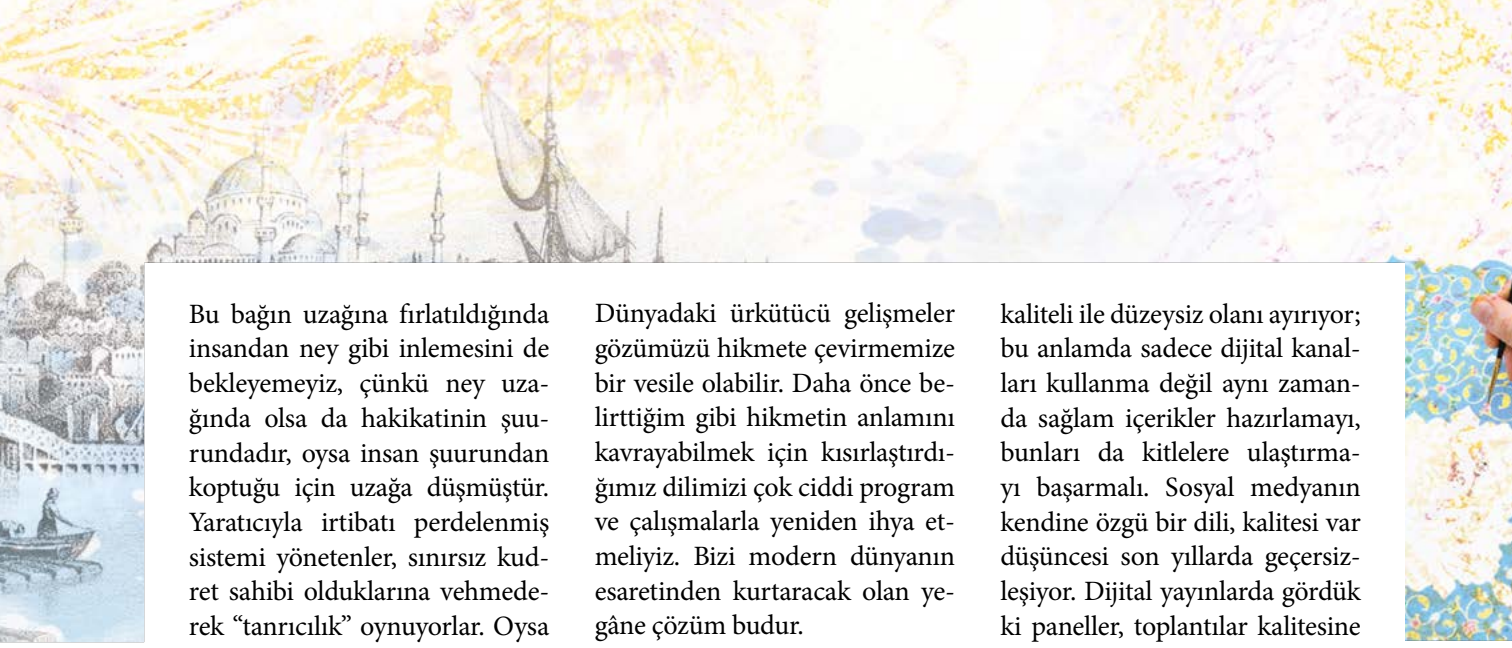 Bu bağın uzağına fırlatıldığında
insandan ney gibi inlemesini de
bekleyemeyiz, çünkü ney uza-
ğında olsa da hakikatinin şuu-
rundadır, oysa insan şuurundan
koptuğu için uzağa düşmüştür.
Yaratıcıyla irtibatı perdelenmiş
sistemi yönetenler, sınırsız kud-
ret sahibi olduklarına vehmede-
rek “tanrıcılık” oynuyorlar. Oysa
Dünyadaki ürkütücü gelişmeler
gözümüzü hikmete çevirmemize
bir vesile olabilir. Daha önce be-
lirttiğim gibi hikmetin anlamını
kavrayabilmek için kısırlaştırdı-
ğımız dilimizi çok ciddi program
ve çalışmalarla yeniden ihya et-
meliyiz. Bizi modern dünyanın
esaretinden kurtaracak olan ye-
gâne çözüm budur.
kaliteli ile düzeysiz olanı ayırıyor;
bu anlamda sadece dijital kanal-
ları kullanma değil aynı zaman-
da sağlam içerikler hazırlamayı,
bunları da kitlelere ulaştırma-
yı başarmalı. Sosyal medyanın
kendine özgü bir dili, kalitesi var
düşüncesi son yıllarda geçersiz-
leşiyor. Dijital yayınlarda gördük
ki paneller, toplantılar kalitesine